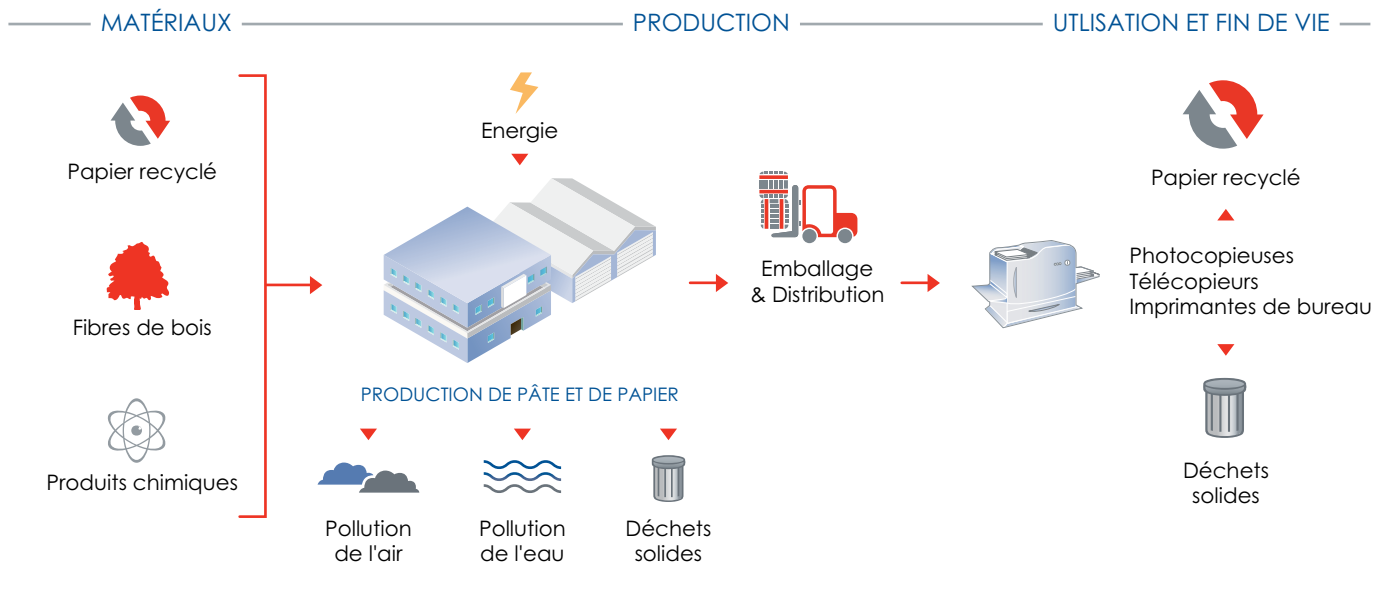 MATÉRIAUX
PRODUCTION
UTLISATION ET FIN DE VIE
Papier recyclé
Fibres de bois
Produits chimiques
Energie
PRODUCTION DE PÂTE ET DE PAPIER
Pollution
de l'air
Pollution
de l'eau
Déchets
solides
Emballage
& Distribution
Papier recyclé
Photocopieuses
Télécopieurs
Imprimantes de bureau
Déchets
solides